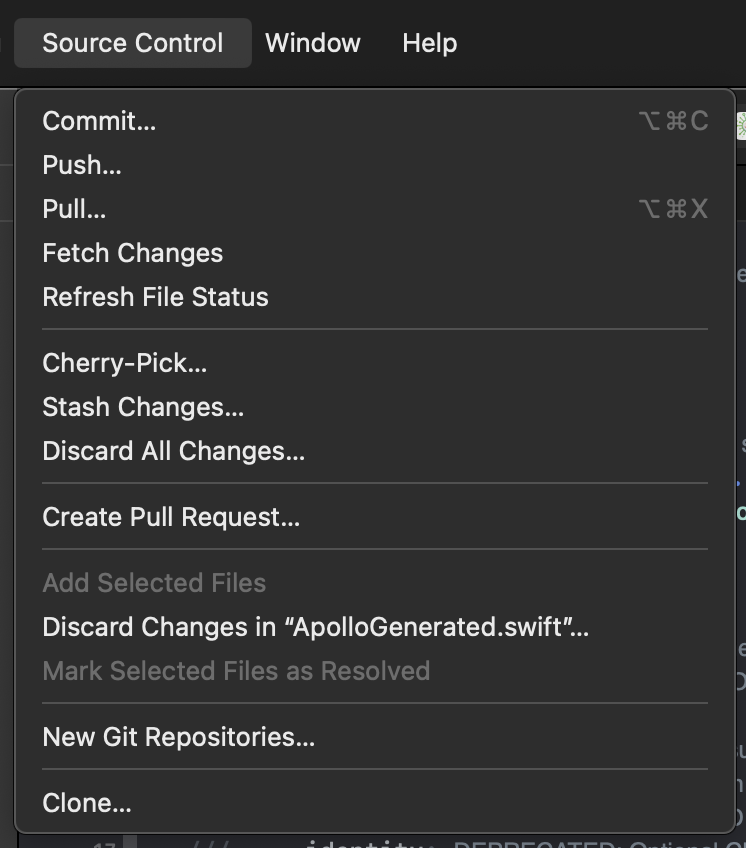 Source Control Window Help
Commit... ⌥⌘C
Push...
Pull... ⌥⌘X
Fetch Changes
Refresh File Status
Cherry-Pick...
Stash Changes...
Discard All Changes...
Create Pull Request...
Add Selected Files
Discard Changes in “ApolloGenerated.swift”...
Mark Selected Files as Resolved
New Git Repositories...
Clone...